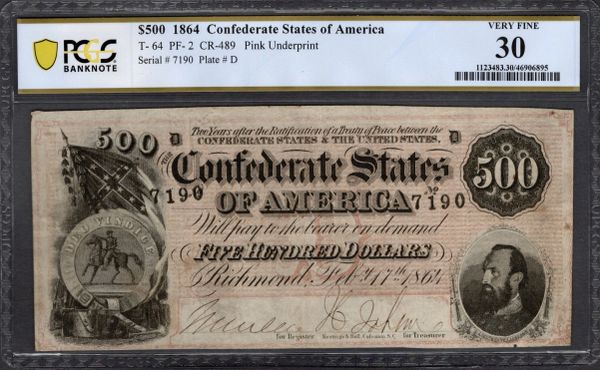 PCGS
BANKNOTE
$500 1864 Confederate States of America
T- 64 PF- 2 CR-489 Pink Underprint
Serial # 7190 Plate # D
VERY FINE
30
1123483.30/46906895
500 D Two Years after the Ratification of a Treaty of Peace between the D 500
CONFEDERATE STATES & THE UNITED STATES,
THE
Confederate States
7190 OF AMERICA No 7190
Will pay to the bearer on demand
DEO VINDICE
FIVE HUNDRED DOLLARS
Richmond, Feb. 17th 1864
for Register Keatinge & Ball, Columbia, S.C. for Treasurer